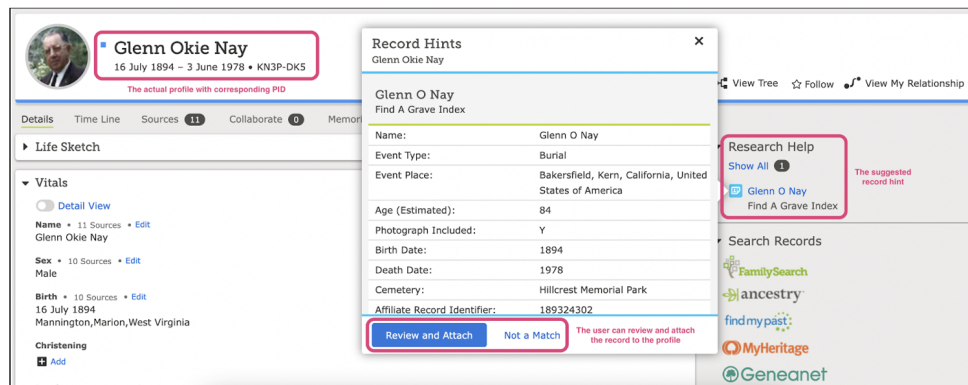 Glenn Okie Nay
16 July 1894 – 3 June 1978 • KN3P-DK5
The actual profile with corresponding PID
View Tree
Follow
View My Relationship
Details
Time Line
Sources 11
Collaborate 0
Life Sketch
Vitals
Detail View
Name • 11 Sources • Edit
Glenn Okie Nay
Sex • 10 Sources • Edit
Male
Birth • 10 Sources • Edit
16 July 1894
Mannington,Marion,West Virginia
Christening
Add
Record Hints
Glenn Okie Nay
Glenn O Nay
Find A Grave Index
Name: Glenn O Nay
Event Type: Burial
Event Place: Bakersfield, Kern, California, United
States of America
Age (Estimated): 84
Photograph Included: Y
Birth Date: 1894
Death Date: 1978
Cemetery: Hillcrest Memorial Park
Affiliate Record Identifier: 189324302
Review and Attach
Not a Match
The user can review and attach
the record to the profile
Research Help
Show All 1
Glenn O Nay
Find A Grave Index
The suggested
record hint
Search Records
FamilySearch
ancestry
findmypast
MyHeritage
Geneanet